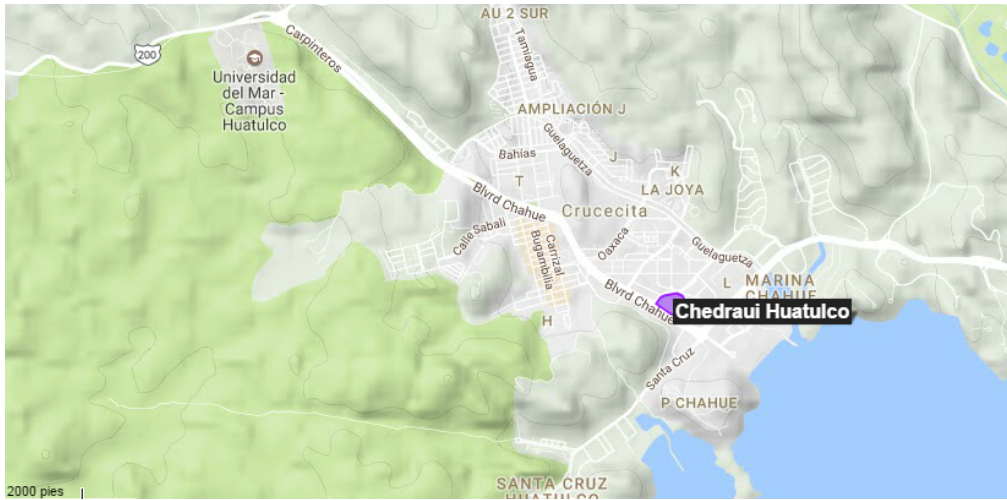 AU 2 SUR
Tamiagua
Carpinteros
200
Universidad
del Mar -
Campus
Huatulco
AMPLIACIÓN J
Guelaguetza
Bahías
J
K
T
LA JOYA
Blvrd Chahue
Crucecita
Calle Sabali
Carrizal
Bugambilia
Oaxaca
Guelaguetza
L
MARINA
CHAHUE
Blvrd Chahue
Chedraui Huatulco
H
Santa Cruz
P CHAHUE
SANTA CRUZ
HUATULCO
2000 pies